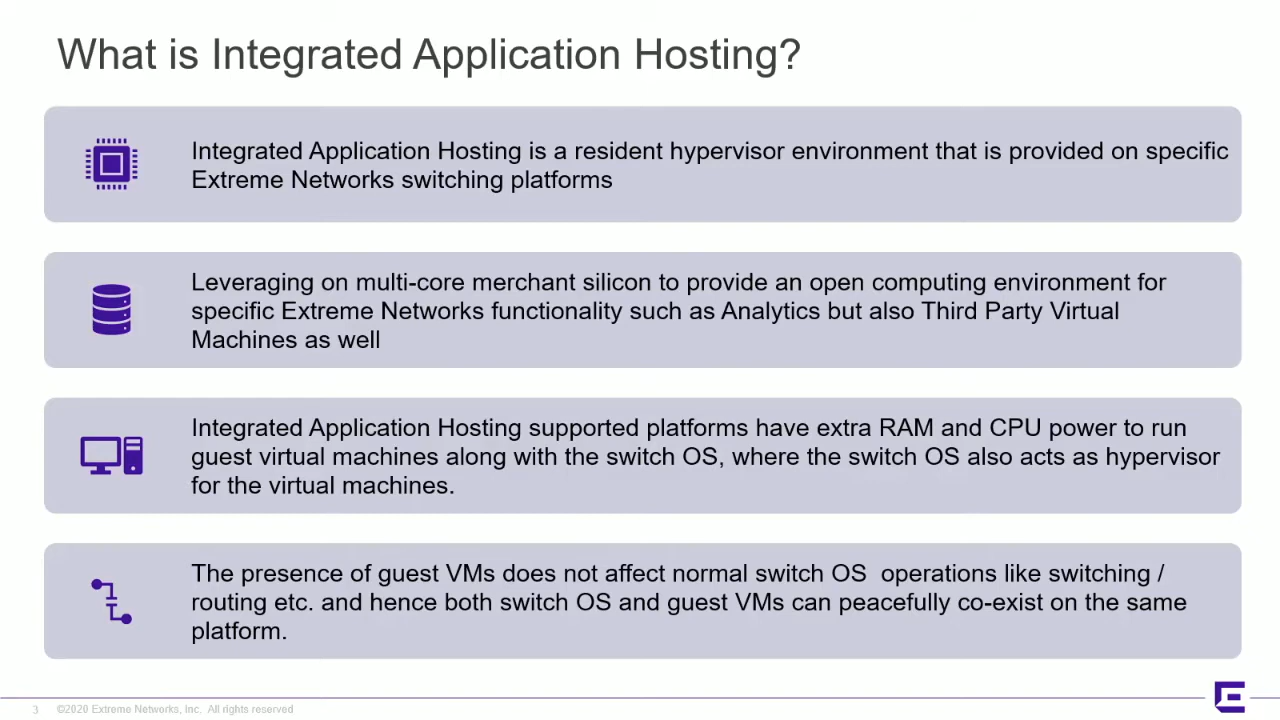 What is Integrated Application Hosting?
Integrated Application Hosting is a resident hypervisor environment that is provided on specific
Extreme Networks switching platforms
Leveraging on multi-core merchant silicon to provide an open computing environment for
specific Extreme Networks functionality such as Analytics but also Third Party Virtual
Machines as well
Integrated Application Hosting supported platforms have extra RAM and CPU power to run
guest virtual machines along with the switch OS, where the switch OS also acts as hypervisor
for the virtual machines.
The presence of guest VMs does not affect normal switch OS  operations like switching /
routing etc. and hence both switch OS and guest VMs can peacefully co-exist on the same
platform.
3 ©2020 Extreme Networks, Inc.  All rights reserved